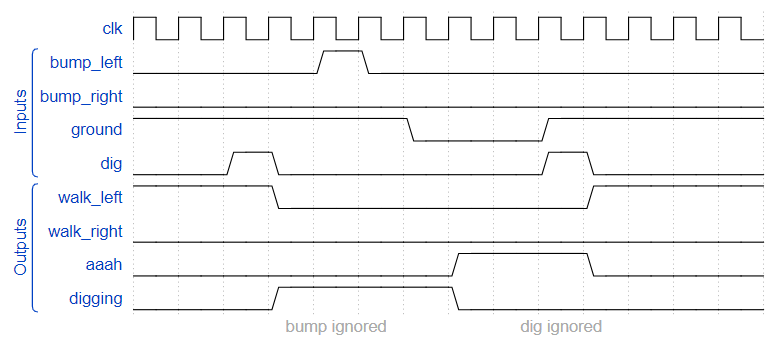 clk
Inputs
bump_left
bump_right
ground
dig
Outputs
walk_left
walk_right
aaah
digging
bump ignored dig ignored